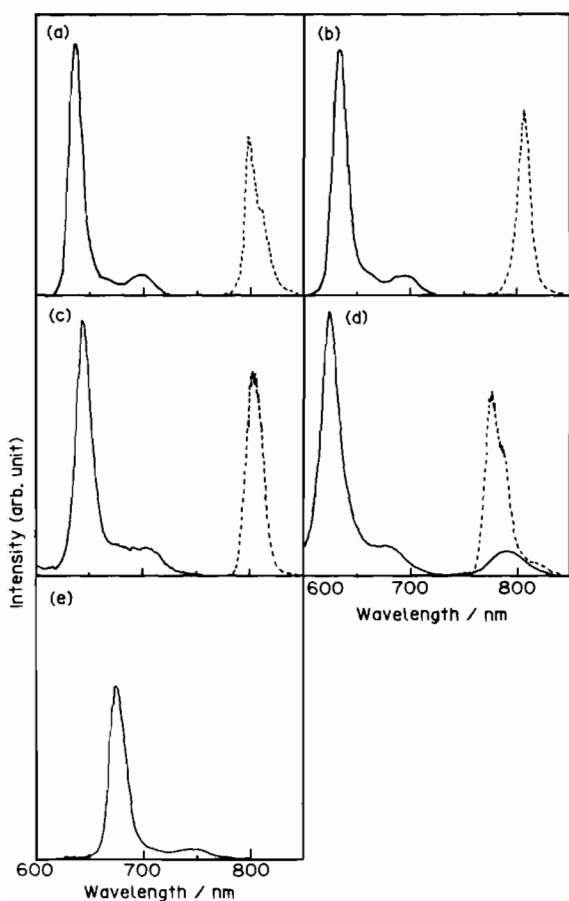 (a)
(b)
(c)
(d)
Intensity (arb. unit)
600 700 800
Wavelength / nm
(e)
600 700 800
Wavelength / nm